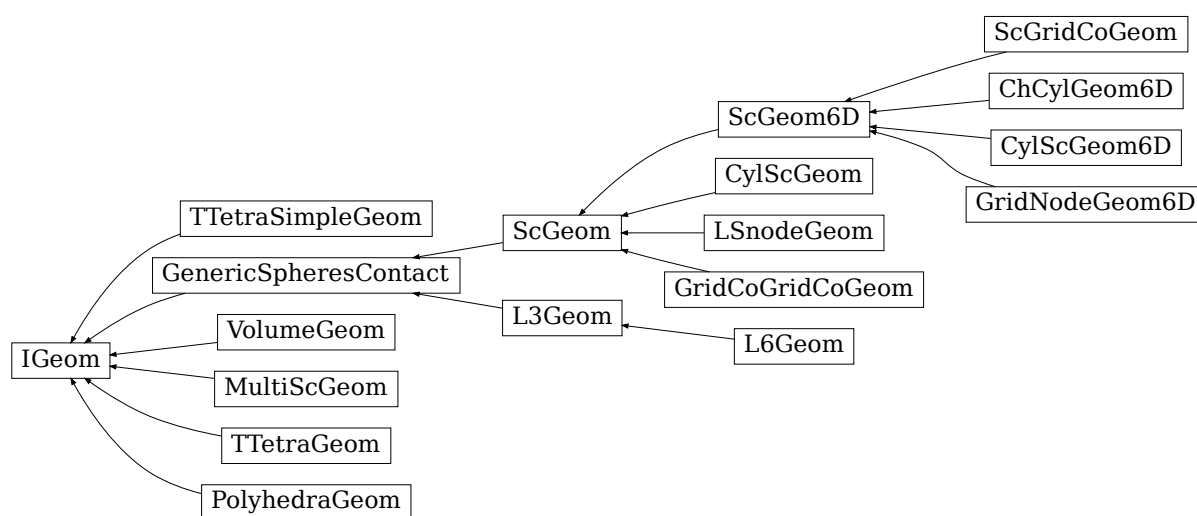 ScGridCoGeom
ChCylGeom6D
ScGeom6D
CylScGeom6D
CylScGeom
GridNodeGeom6D
TTetraSimpleGeom
ScGeom
LSnodeGeom
GenericSpheresContact
GridCoGridCoGeom
L3Geom
VolumeGeom
L6Geom
IGeom
MultiScGeom
TTetraGeom
PolyhedraGeom